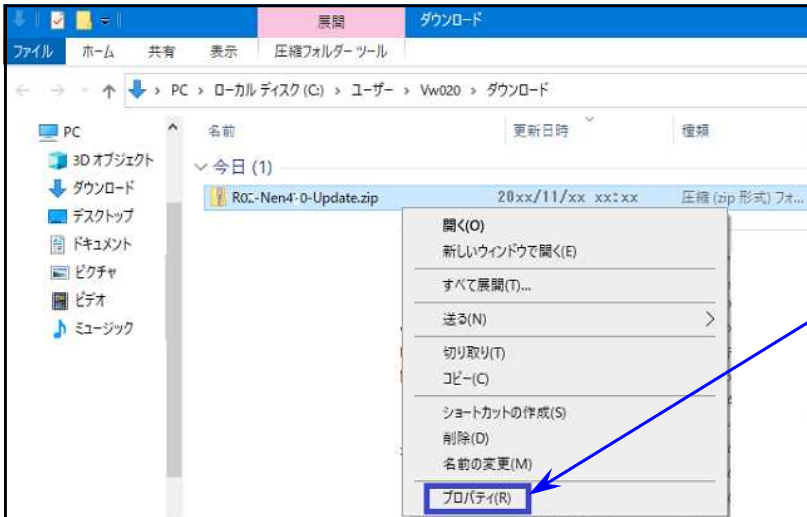 展開
ダウンロード
ファイル ホーム 共有 表示 圧縮フォルダー ツール
PC › ローカル ディスク (C:) › ユーザー › Vw020 › ダウンロード
名前 更新日時 種類
PC
3D オブジェクト
ダウンロード
デスクトップ
ドキュメント
ピクチャ
ビデオ
ミュージック
今日 (1)
-Update.zip 20xx/11/xx xx:xx 圧縮 (zip 形式) フォ...
開く(O)
新しいウィンドウで開く(E)
すべて展開(T)...
送る(N)
切り取り(T)
コピー(C)
ショートカットの作成(S)
削除(D)
名前の変更(M)
プロパティ(R)